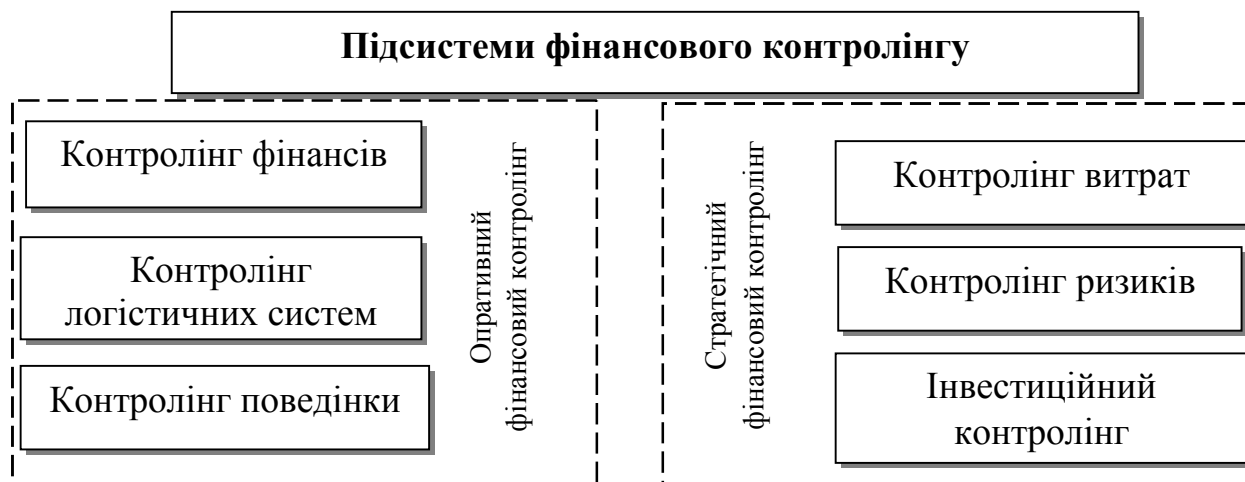 Підсистеми фінансового контролінгу
Контролінг фінансів
Контролінг
логістичних систем
Контролінг поведінки
Опративний
фінансовий контролінг
Стратегічний
фінансовий контролінг
Контролінг витрат
Контролінг ризиків
Інвестиційний
контролінг